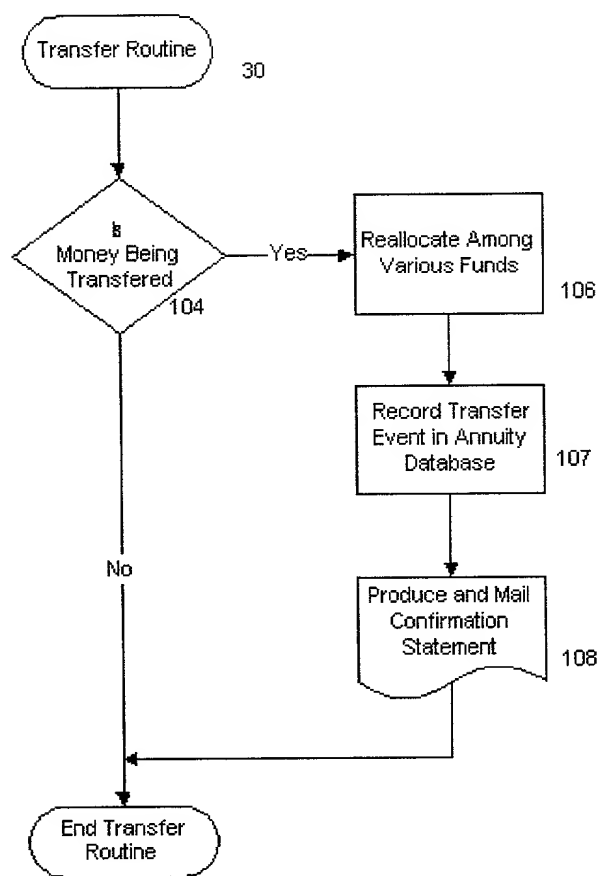 Transfer Routine
30
Is
Money Being
Transfered
104
Yes
Reallocate Among
Various Funds
106
Record Transfer
Event in Annuity
Database
107
No
Produce and Mail
Confirmation
Statement
108
End Transfer
Routine